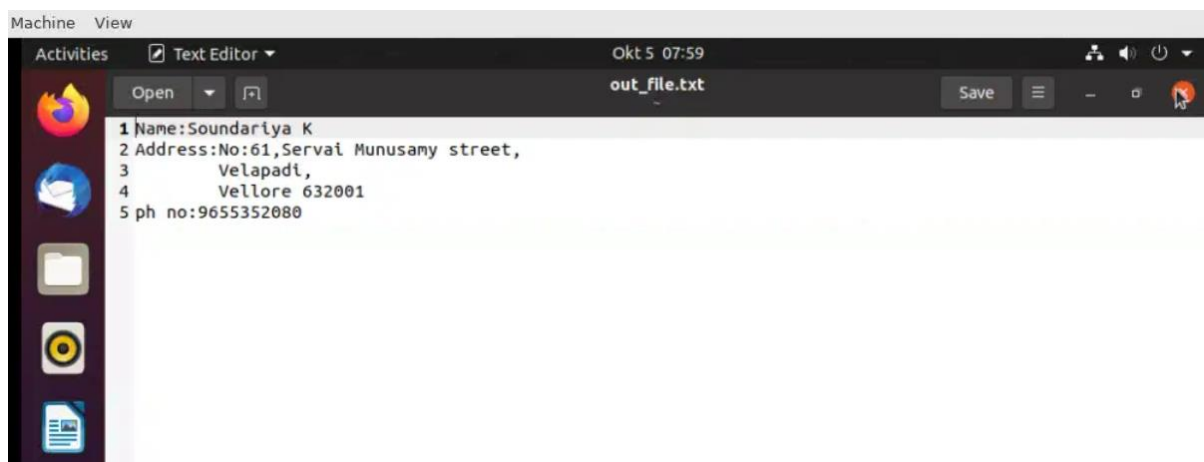 Machine View
Activities Text Editor Okt 5 07:59
Open out_file.txt Save
~
1 Name:Soundariya K
2 Address:No:61,Servai Munusamy street,
3 Velapadi,
4 Vellore 632001
5 ph no:9655352080